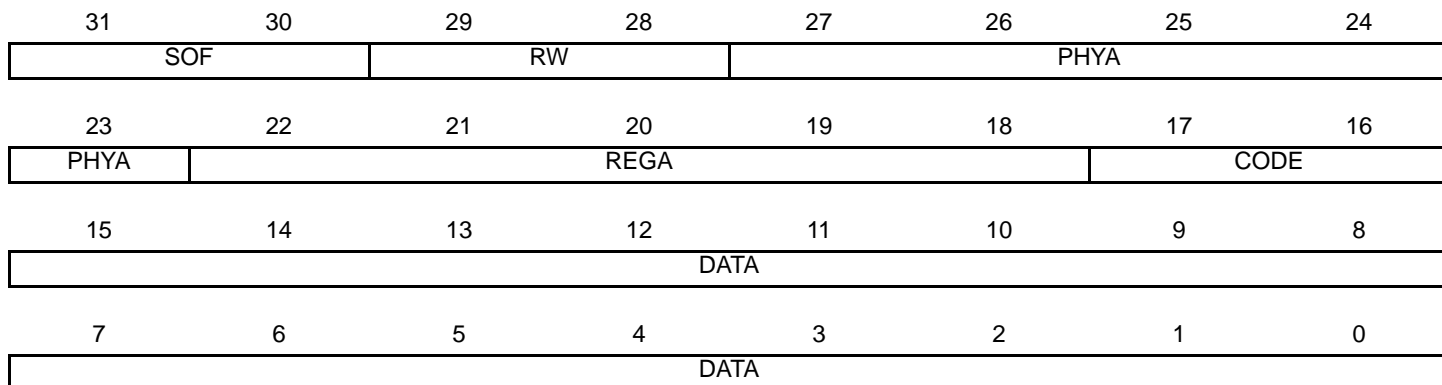 31 30 29 28 27 26 25 24
SOF RW PHYA
23 22 21 20 19 18 17 16
PHYA REGA CODE
15 14 13 12 11 10 9 8
DATA
7 6 5 4 3 2 1 0
DATA